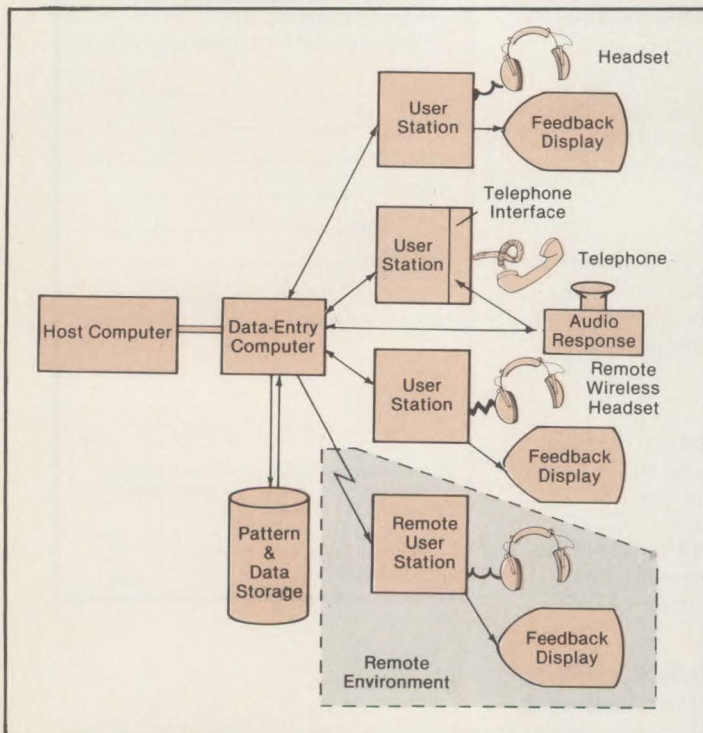 Headset
User
Station
Feedback
Display
Telephone
Interface
User
Station
Telephone
Host Computer
Data-Entry
Computer
Audio
Response
User
Station
Remote
Wireless
Headset
Feedback
Display
Pattern
&
Data
Storage
Remote
User
Station
Feedback
Display
Remote
Environment